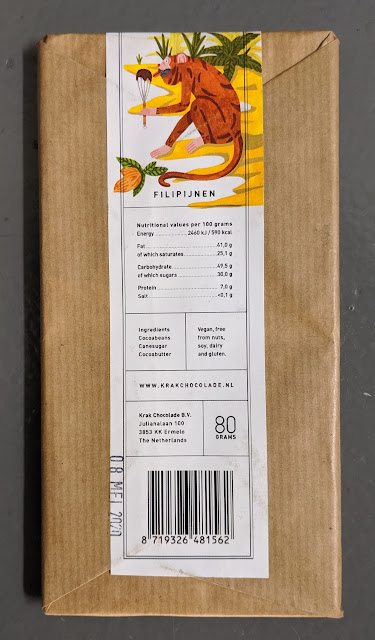 FILIPIJNEN
Nutritional values per 100 grams
Energy 2460 kJ / 590 kcal
Fat 41,0 g
of which saturates 25,1 g
Carbohydrate 49,5 g
of which sugars 30,0 g
Protein 7,0 g
Salt <0,1 g
Ingredients
Cocoabeans
Canesugar
Cocoabutter
Vegan, free
from nuts,
soy, dairy
and gluten.
WWW.KRAKCHOCOLADE.NL
Krak Chocolade B.V.
Julianalaan 100
3853 KK Ermelo
The Netherlands
80
GRAMS
08 MEI 2020
8 719326 481562